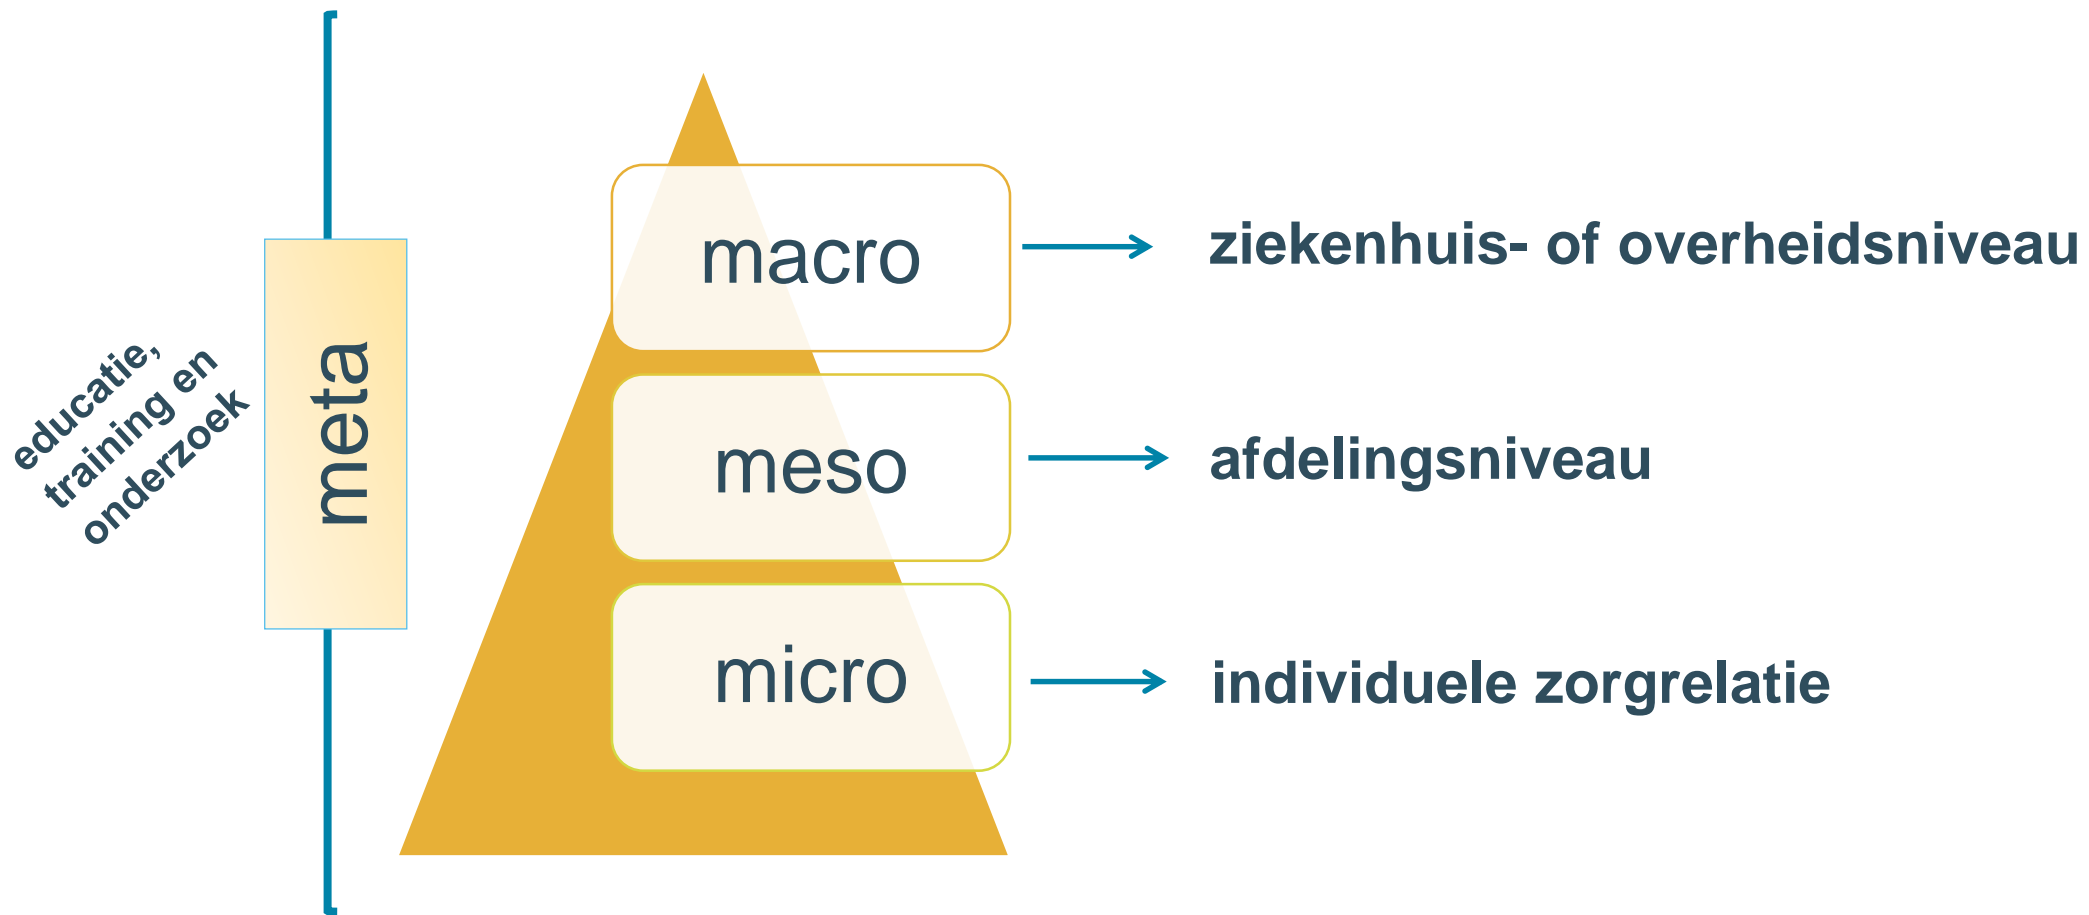 educatie,
training en
onderzoek
meta
macro
ziekenhuis- of overheidsniveau
meso
afdelingsniveau
micro
individuele zorgrelatie